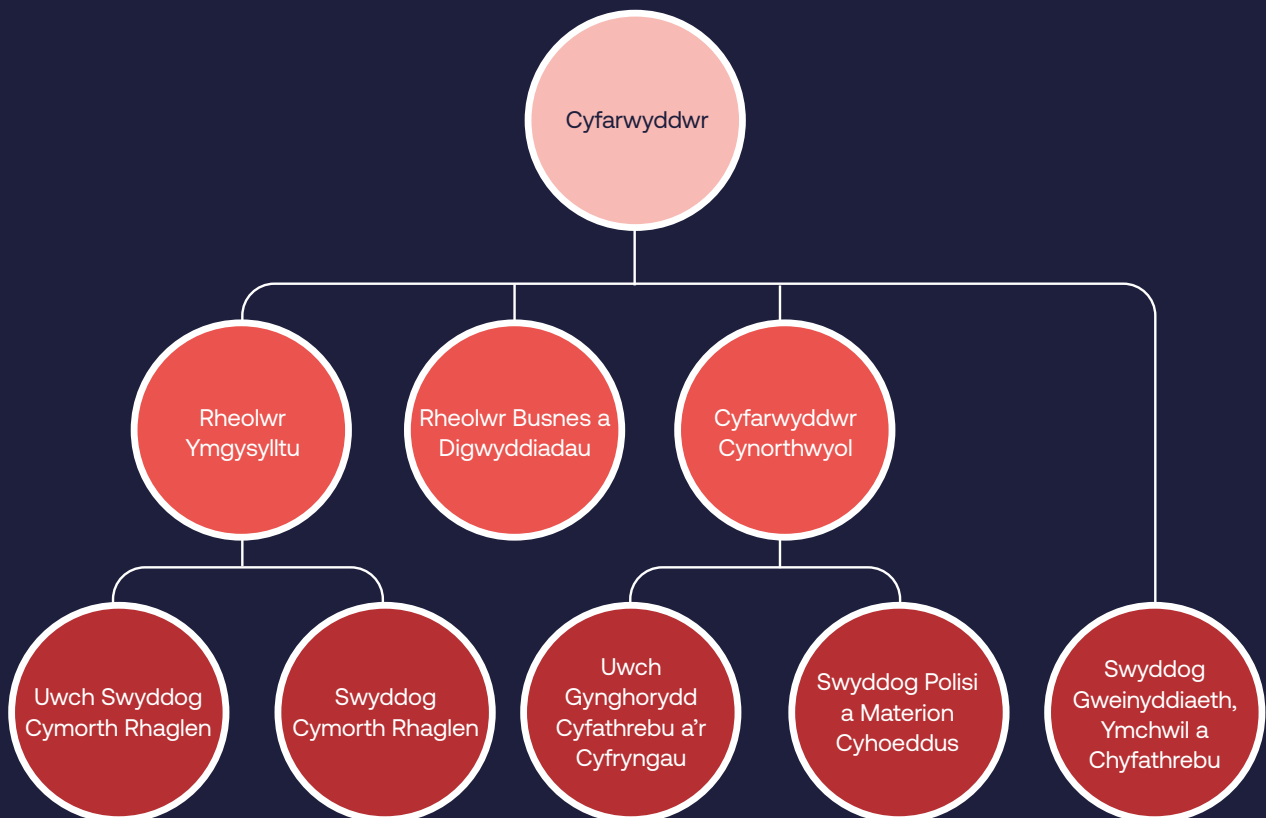 Cyfarwyddwr
Rheolwr
Ymgysylltu
Rheolwr Busnes a
Digwyddiadau
Cyfarwyddwr
Cynorthwyol
Uwch Swyddog
Cymorth Rhaglen
Swyddog
Cymorth Rhaglen
Uwch
Gynghorydd
Cyfathrebu a’r
Cyfryngau
Swyddog Polisi
a Materion
Cyhoeddus
Swyddog
Gweinyddiaeth,
Ymchwil a
Chyfathrebu